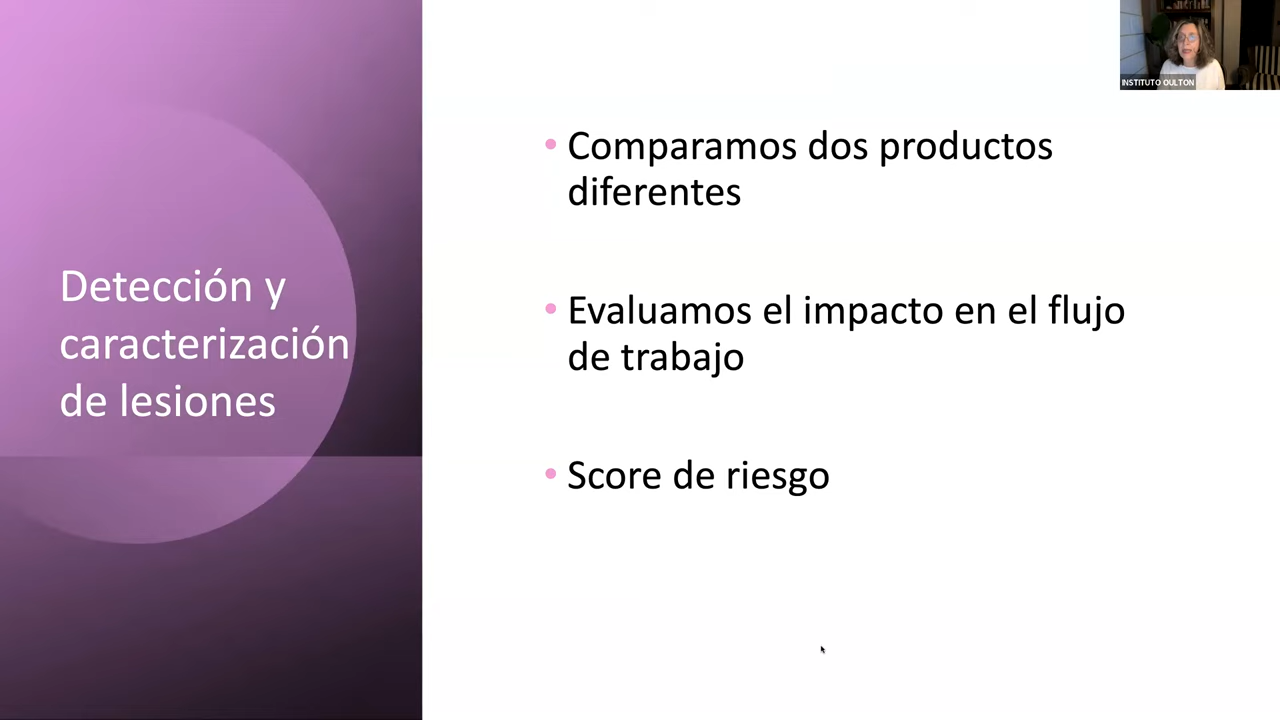 Detección y
caracterización
de lesiones
• Comparamos dos productos
diferentes
• Evaluamos el impacto en el flujo
de trabajo
• Score de riesgo
INSTITUTO OULTON